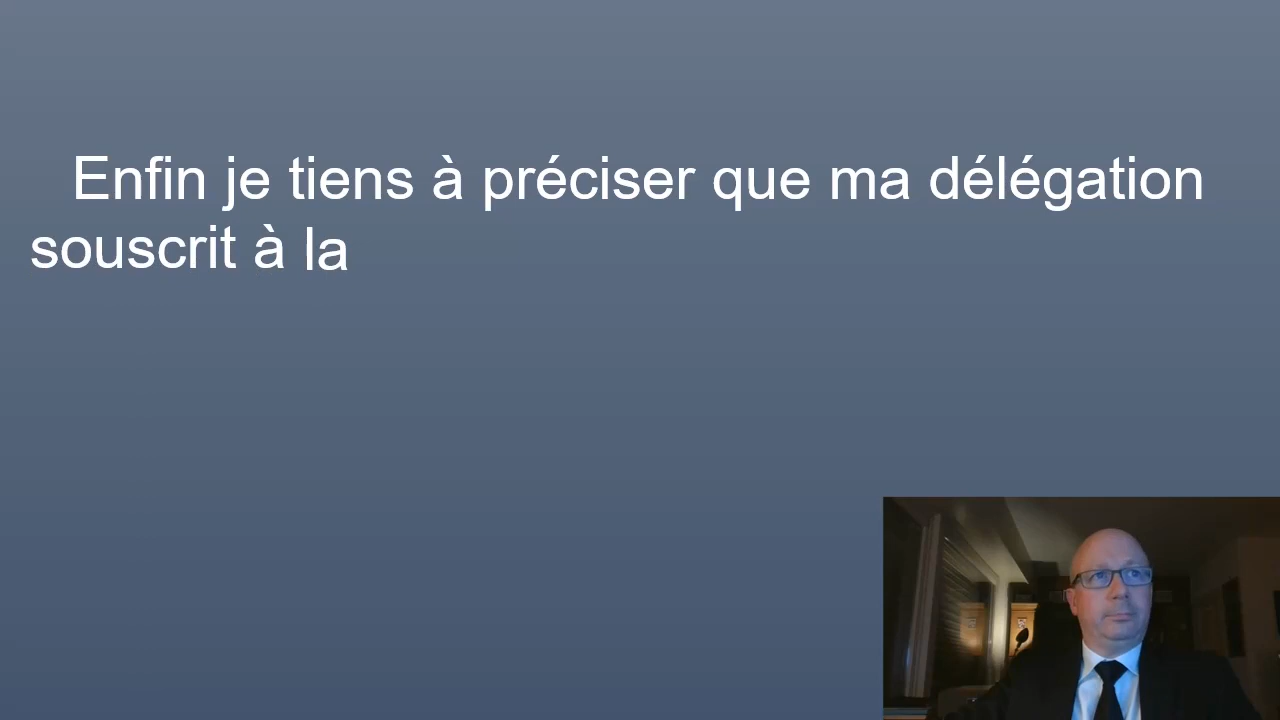 Enfin je tiens à préciser que ma délégation
souscrit à la